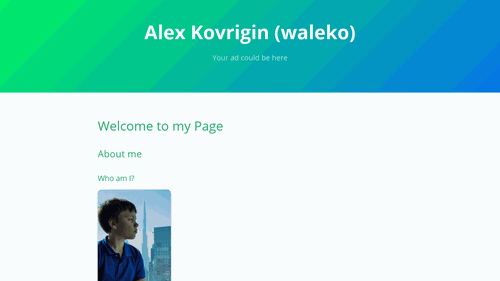 Alex Kovrigin (waleko)
Your ad could be here
Welcome to my Page
About me
Who am I?